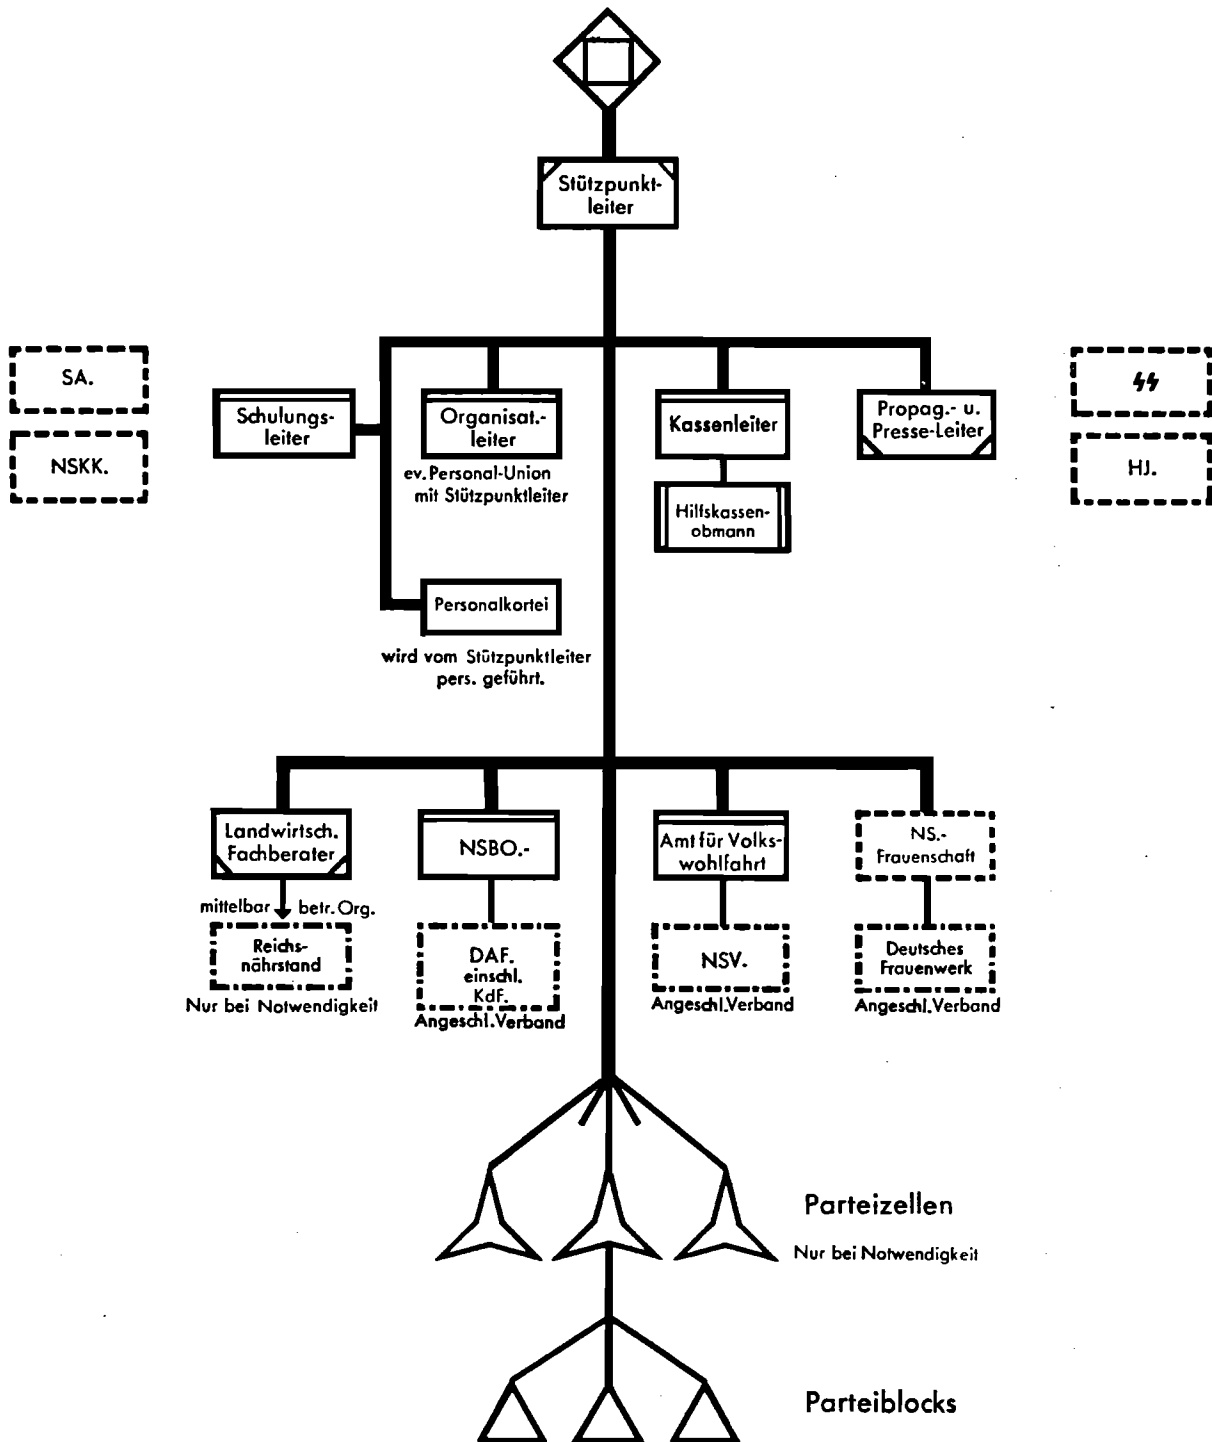 Stützpunkt-
leiter
SA.
NSKK.
ϟϟ
HJ.
Schulungs-
leiter
Organisat.-
leiter
ev. Personal-Union
mit Stützpunktleiter
Kassenleiter
Hilfskassen-
obmann
Propag.- u.
Presse-Leiter
Personalkortei
wird vom Stützpunktleiter
pers. geführt.
Landwirtsch.
Fachberater
mittelbar betr. Org.
Reichs-
nährstand
Nur bei Notwendigkeit
NSBO.-
DAF.
einschl.
KdF.
Angeschl. Verband
Amt für Volks-
wohlfahrt
NSV.
Angeschl. Verband
NS.-
Frauenschaft
Deutsches
Frauenwerk
Angeschl. Verband
Parteizellen
Nur bei Notwendigkeit
Parteiblocks